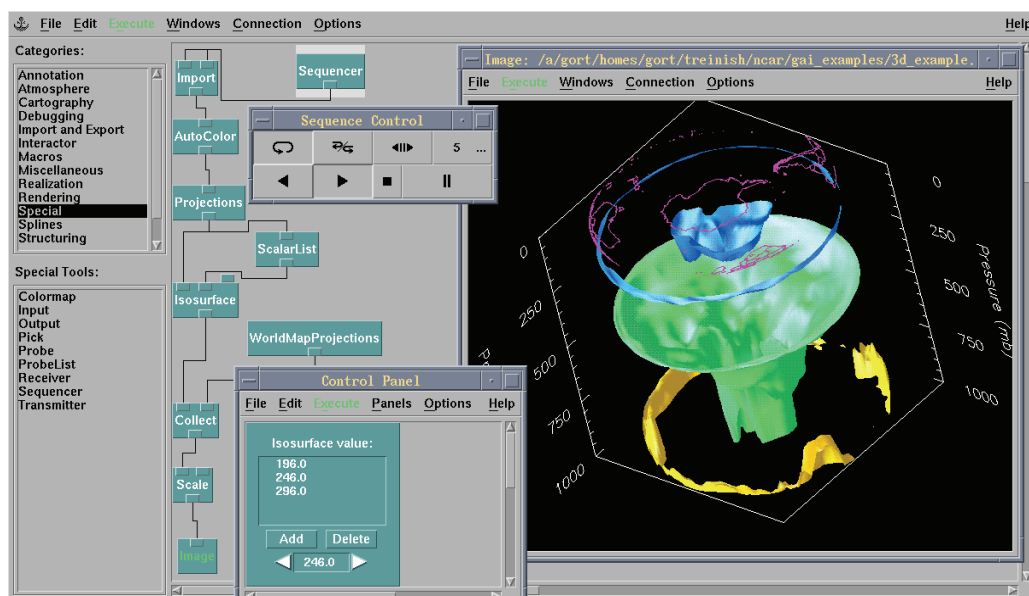 File Edit Execute Windows Connection Options Help
Categories:
Annotation
Atmosphere
Cartography
Debugging
Import and Export
Interactor
Macros
Miscellaneous
Realization
Rendering
Special
Splines
Structuring
Special Tools:
Colormap
Input
Output
Pick
Probe
ProbeList
Receiver
Sequencer
Transmitter
Import
Sequencer
AutoColor
Projections
ScalarList
Isosurface
WorldMapProjections
Collect
Scale
Image
Sequence Control
5 ...
Control Panel
File Edit Execute Panels Options Help
Isosurface value:
196.0
246.0
296.0
Add Delete
246.0
Image: /a/gort/homes/gort/treinish/ncar/gai_examples/3d_example.
File Execute Windows Connection Options Help
0
250
500
750
1000
0
250
500
750
1000
Pressure (mb)